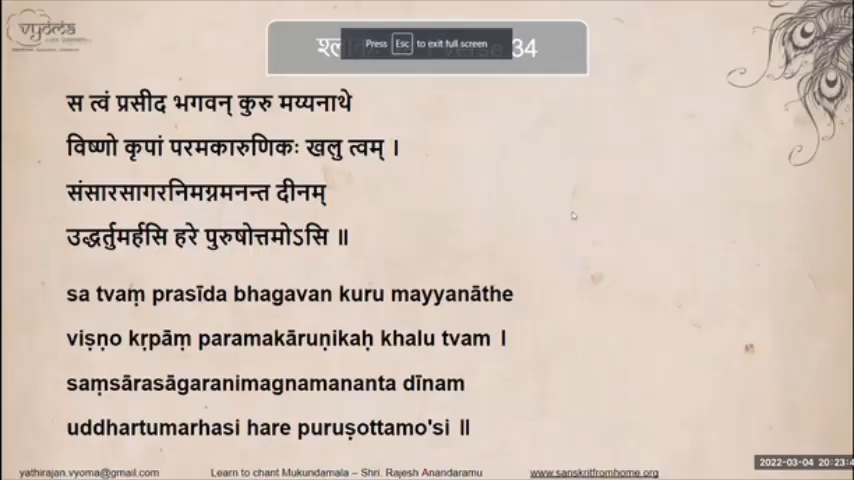 vyoma
Press Esc to exit full screen
34
स त्वं प्रसीद भगवन् कुरु मय्यनाथे
विष्णो कृपां परमकारुणिकः खलु त्वम् ।
संसारसागरनिमग्नमनन्त दीनम्
उद्धर्तुमर्हसि हरे पुरुषोत्तमोऽसि ॥
sa tvaṃ prasīda bhagavan kuru mayyanāthe
viṣṇo kṛpāṃ paramakāruṇikaḥ khalu tvam ।
saṃsārasāgaranimagnamananta dīnam
uddhartumarhasi hare puruṣottamo'si ॥
yathirajan.vyoma@gmail.com Learn to chant Mukundamala – Shri. Rajesh Anandaramu www.sanskritfromhome.org
2022-03-04 20:23:4